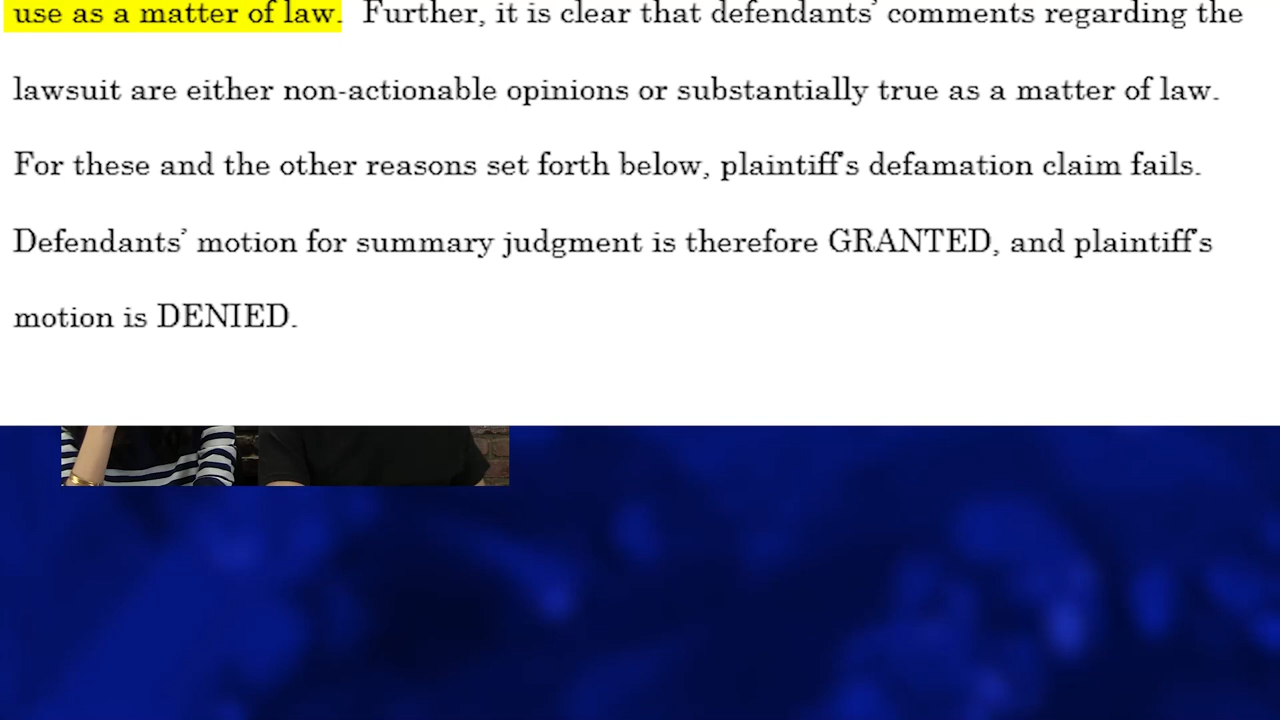 use as a matter of law.  Further, it is clear that defendants’ comments regarding the
lawsuit are either non-actionable opinions or substantially true as a matter of law.
For these and the other reasons set forth below, plaintiff’s defamation claim fails.
Defendants’ motion for summary judgment is therefore GRANTED, and plaintiff’s
motion is DENIED.